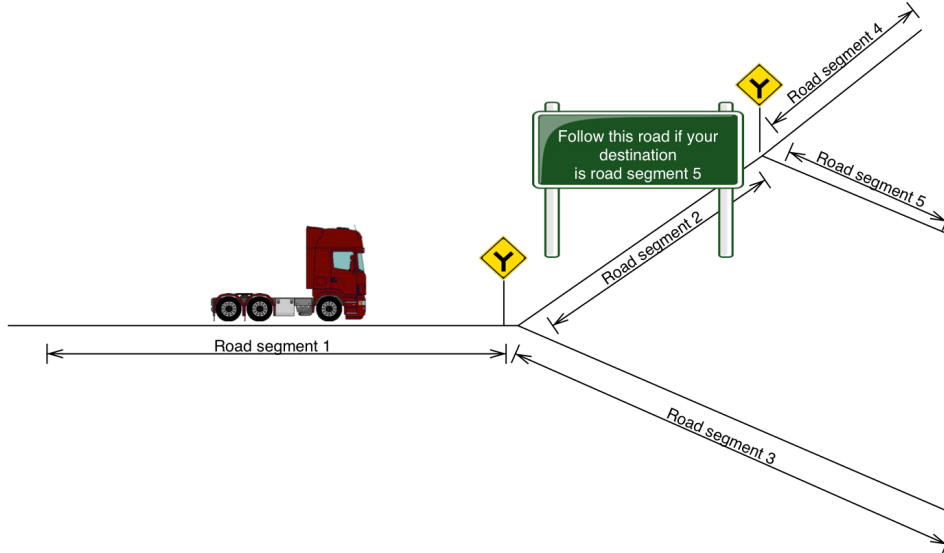 Road segment 4
Follow this road if your
destination
is road segment 5
Road segment 5
Road segment 2
Road segment 1
Road segment 3